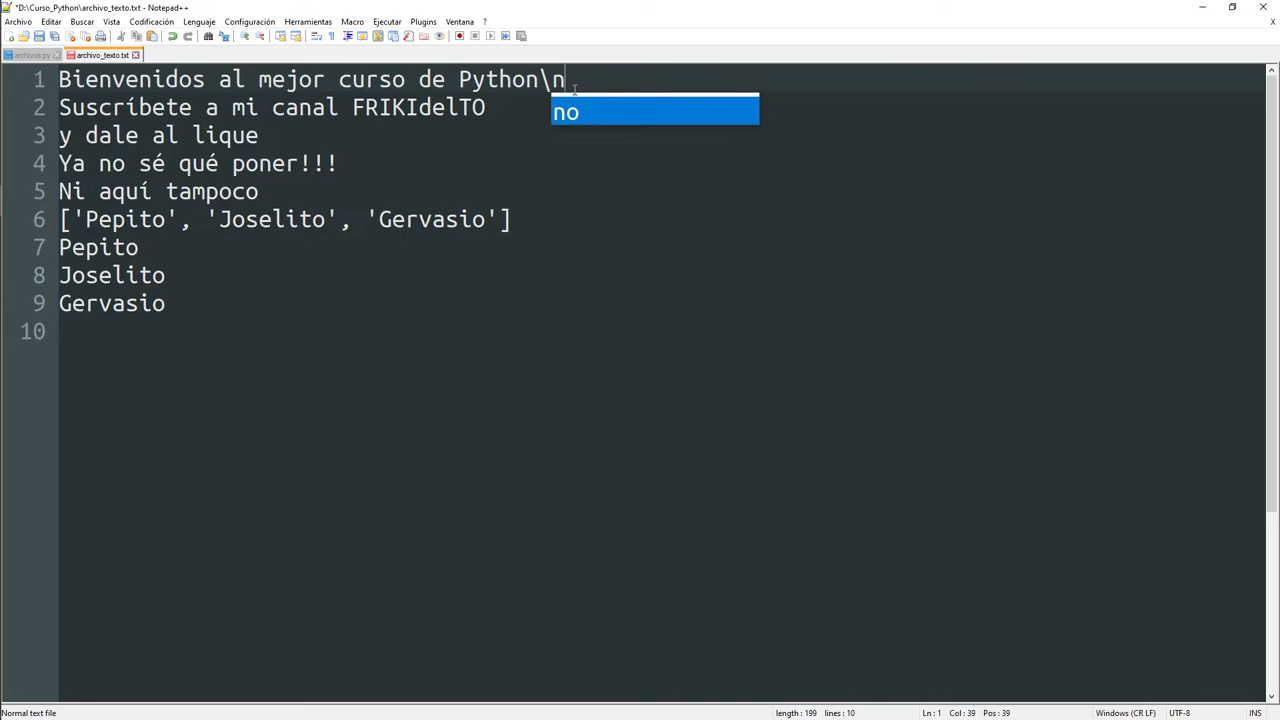 *D:\Curso_Python\archivo_texto.txt - Notepad++
Archivo Editar Buscar Vista Codificación Lenguaje Configuración Herramientas Macro Ejecutar Plugins Ventana ? X
archivos.py archivo_texto.txt
1 Bienvenidos al mejor curso de Python\n
no
2 Suscríbete a mi canal FRIKIdelTO
3 y dale al lique
4 Ya no sé qué poner!!!
5 Ni aquí tampoco
6 ['Pepito', 'Joselito', 'Gervasio']
7 Pepito
8 Joselito
9 Gervasio
10
Normal text file length : 199 lines : 10 Ln : 1 Col : 39 Pos : 39 Windows (CR LF) UTF-8 INS